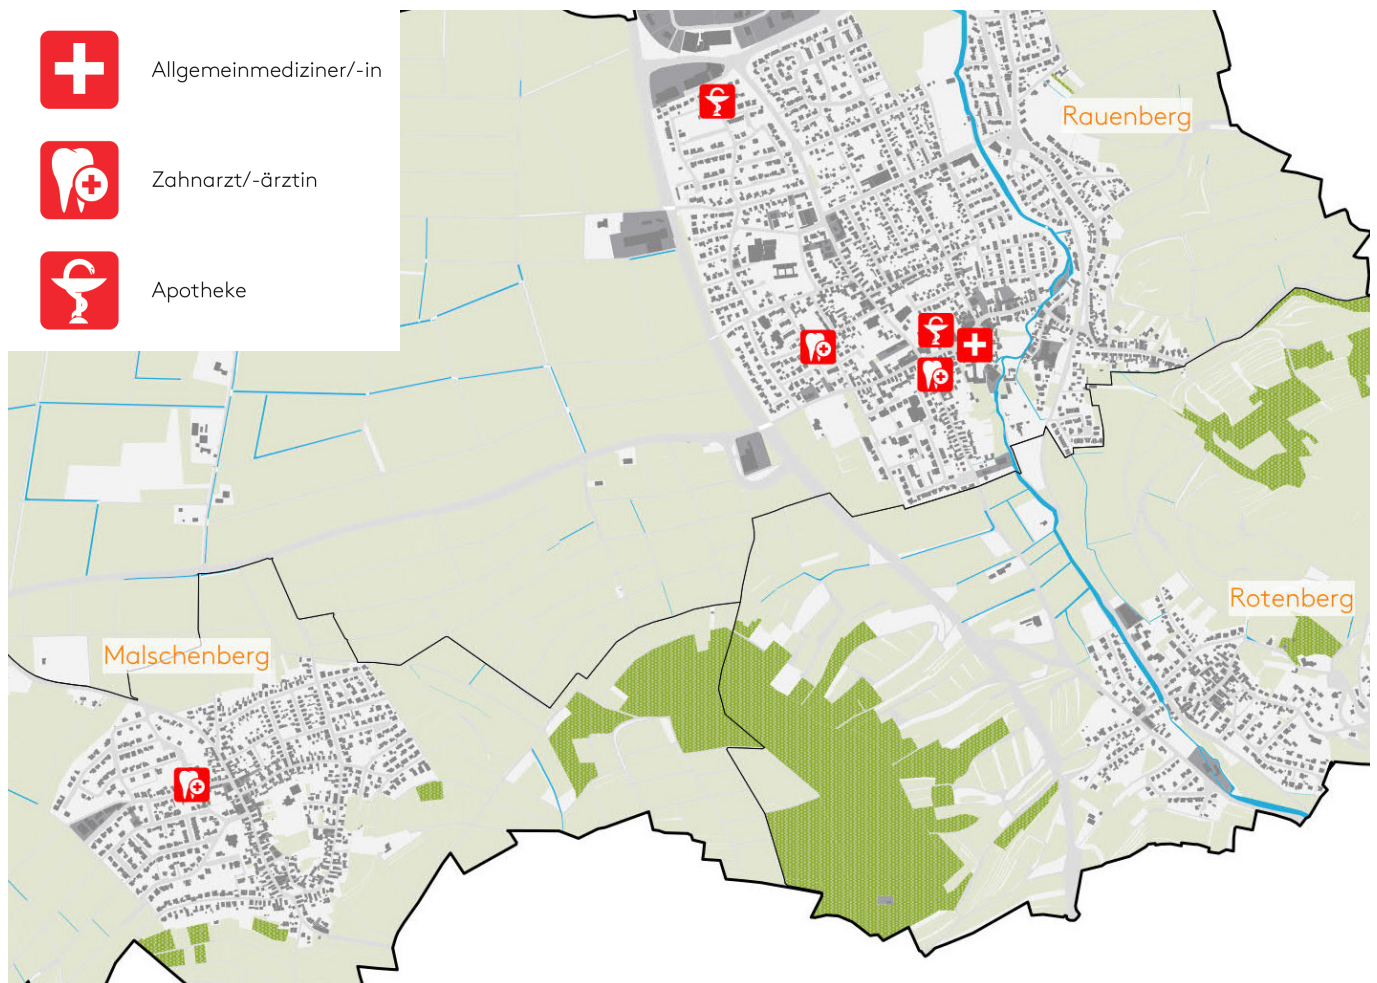 Allgemeinmediziner/-in
Zahnarzt/-ärztin
Apotheke
Rauenberg
Rotenberg
Malschenberg